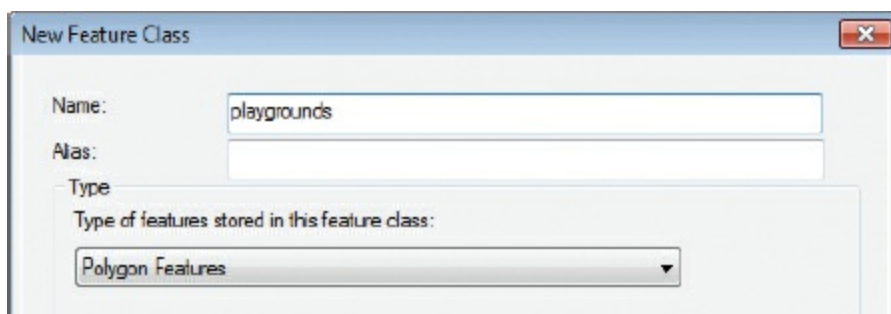 New Feature Class
Name:
playgrounds
Alias:
Type
Type of features stored in this feature class:
Polygon Features